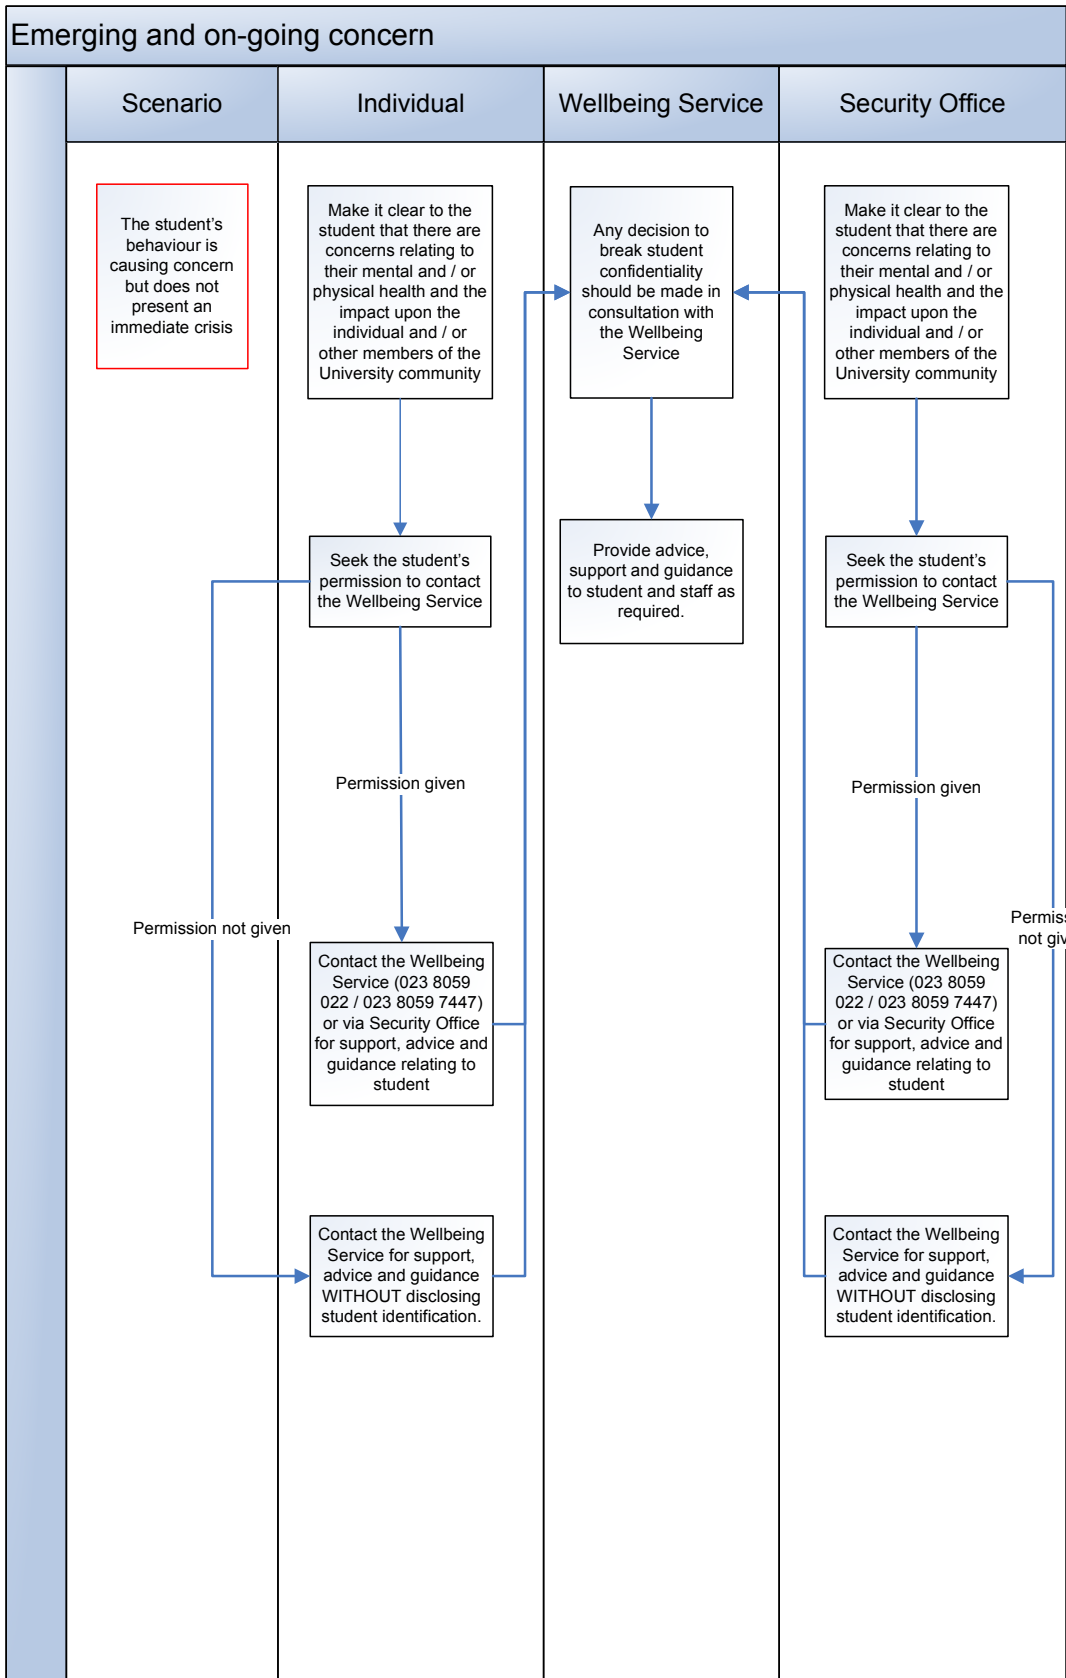 Emerging and on-going concern
Scenario
Individual
Wellbeing Service
Security Office
The student's
behaviour is
causing concern
but does not
present an
immediate crisis
Make it clear to the
student that there are
concerns relating to
their mental and / or
physical health and the
impact upon the
individual and / or
other members of the
University community
Seek the student's
permission to contact
the Wellbeing Service
Permission given
Permission not given
Contact the Wellbeing
Service (023 8059
022 / 023 8059 7447)
or via Security Office
for support, advice and
guidance relating to
student
Contact the Wellbeing
Service for support,
advice and guidance
WITHOUT disclosing
student identification.
Any decision to
break student
confidentiality
should be made in
consultation with
the Wellbeing
Service
Provide advice,
support and guidance
to student and staff as
required.
Make it clear to the
student that there are
concerns relating to
their mental and / or
physical health and the
impact upon the
individual and / or
other members of the
University community
Seek the student's
permission to contact
the Wellbeing Service
Permission given
Permiss
not giv
Contact the Wellbeing
Service (023 8059
022 / 023 8059 7447)
or via Security Office
for support, advice and
guidance relating to
student
Contact the Wellbeing
Service for support,
advice and guidance
WITHOUT disclosing
student identification.